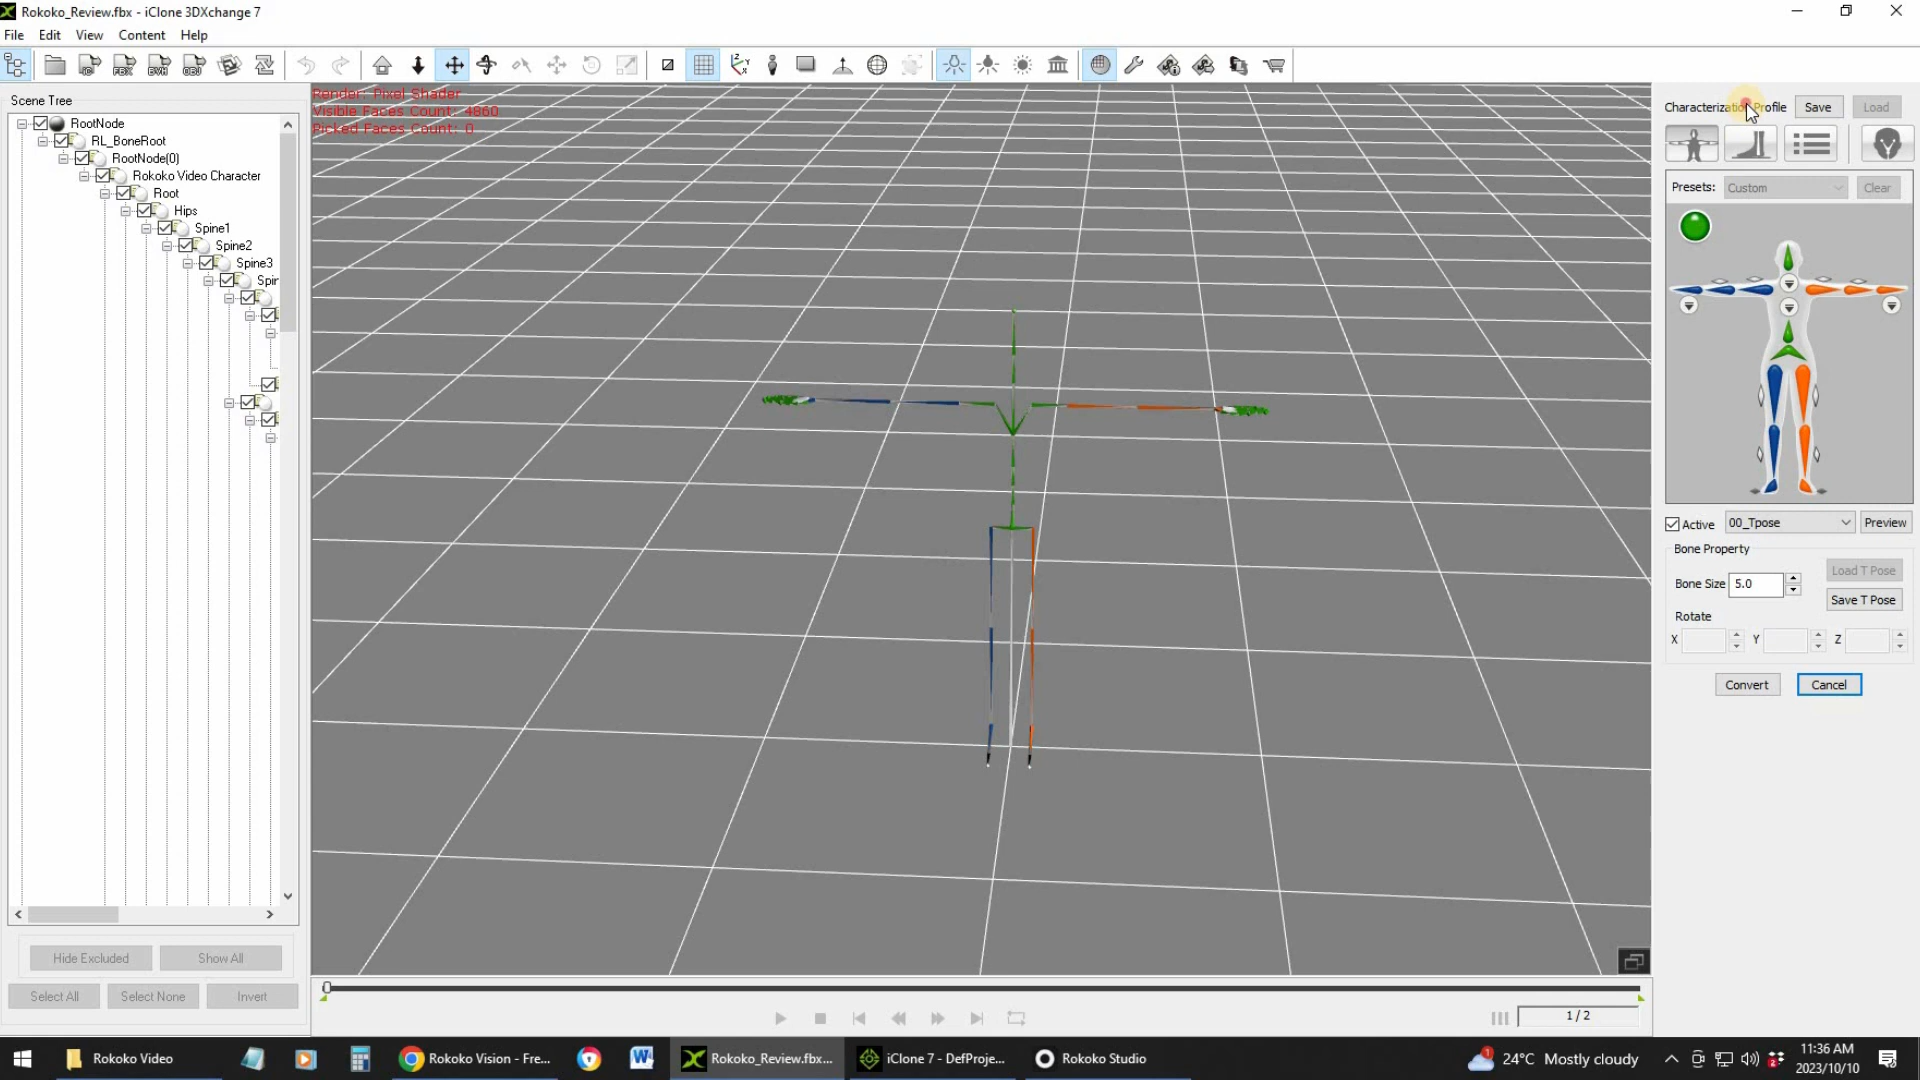 Rokoko_Review.fbx - iClone 3DXchange 7
File Edit View Content Help
Scene Tree
RootNode
RL_BoneRoot
RootNode(0)
Rokoko Video Character
Root
Hips
Spine1
Spine2
Spine3
Spir
Hide Excluded Show All
Select All Select None Invert
Render: Pixel Shader
Visible Faces Count: 4860
Picked Faces Count: 0
1 / 2
Characterization Profile Save Load
Presets: Custom Clear
Active 00_Tpose Preview
Bone Property
Load T Pose
Bone Size 5.0
Save T Pose
Rotate
X Y Z
Convert Cancel
Rokoko Video
Rokoko Vision - Fre...
Rokoko_Review.fbx...
iClone 7 - DefProje...
Rokoko Studio
24°C Mostly cloudy
11:36 AM
2023/10/10